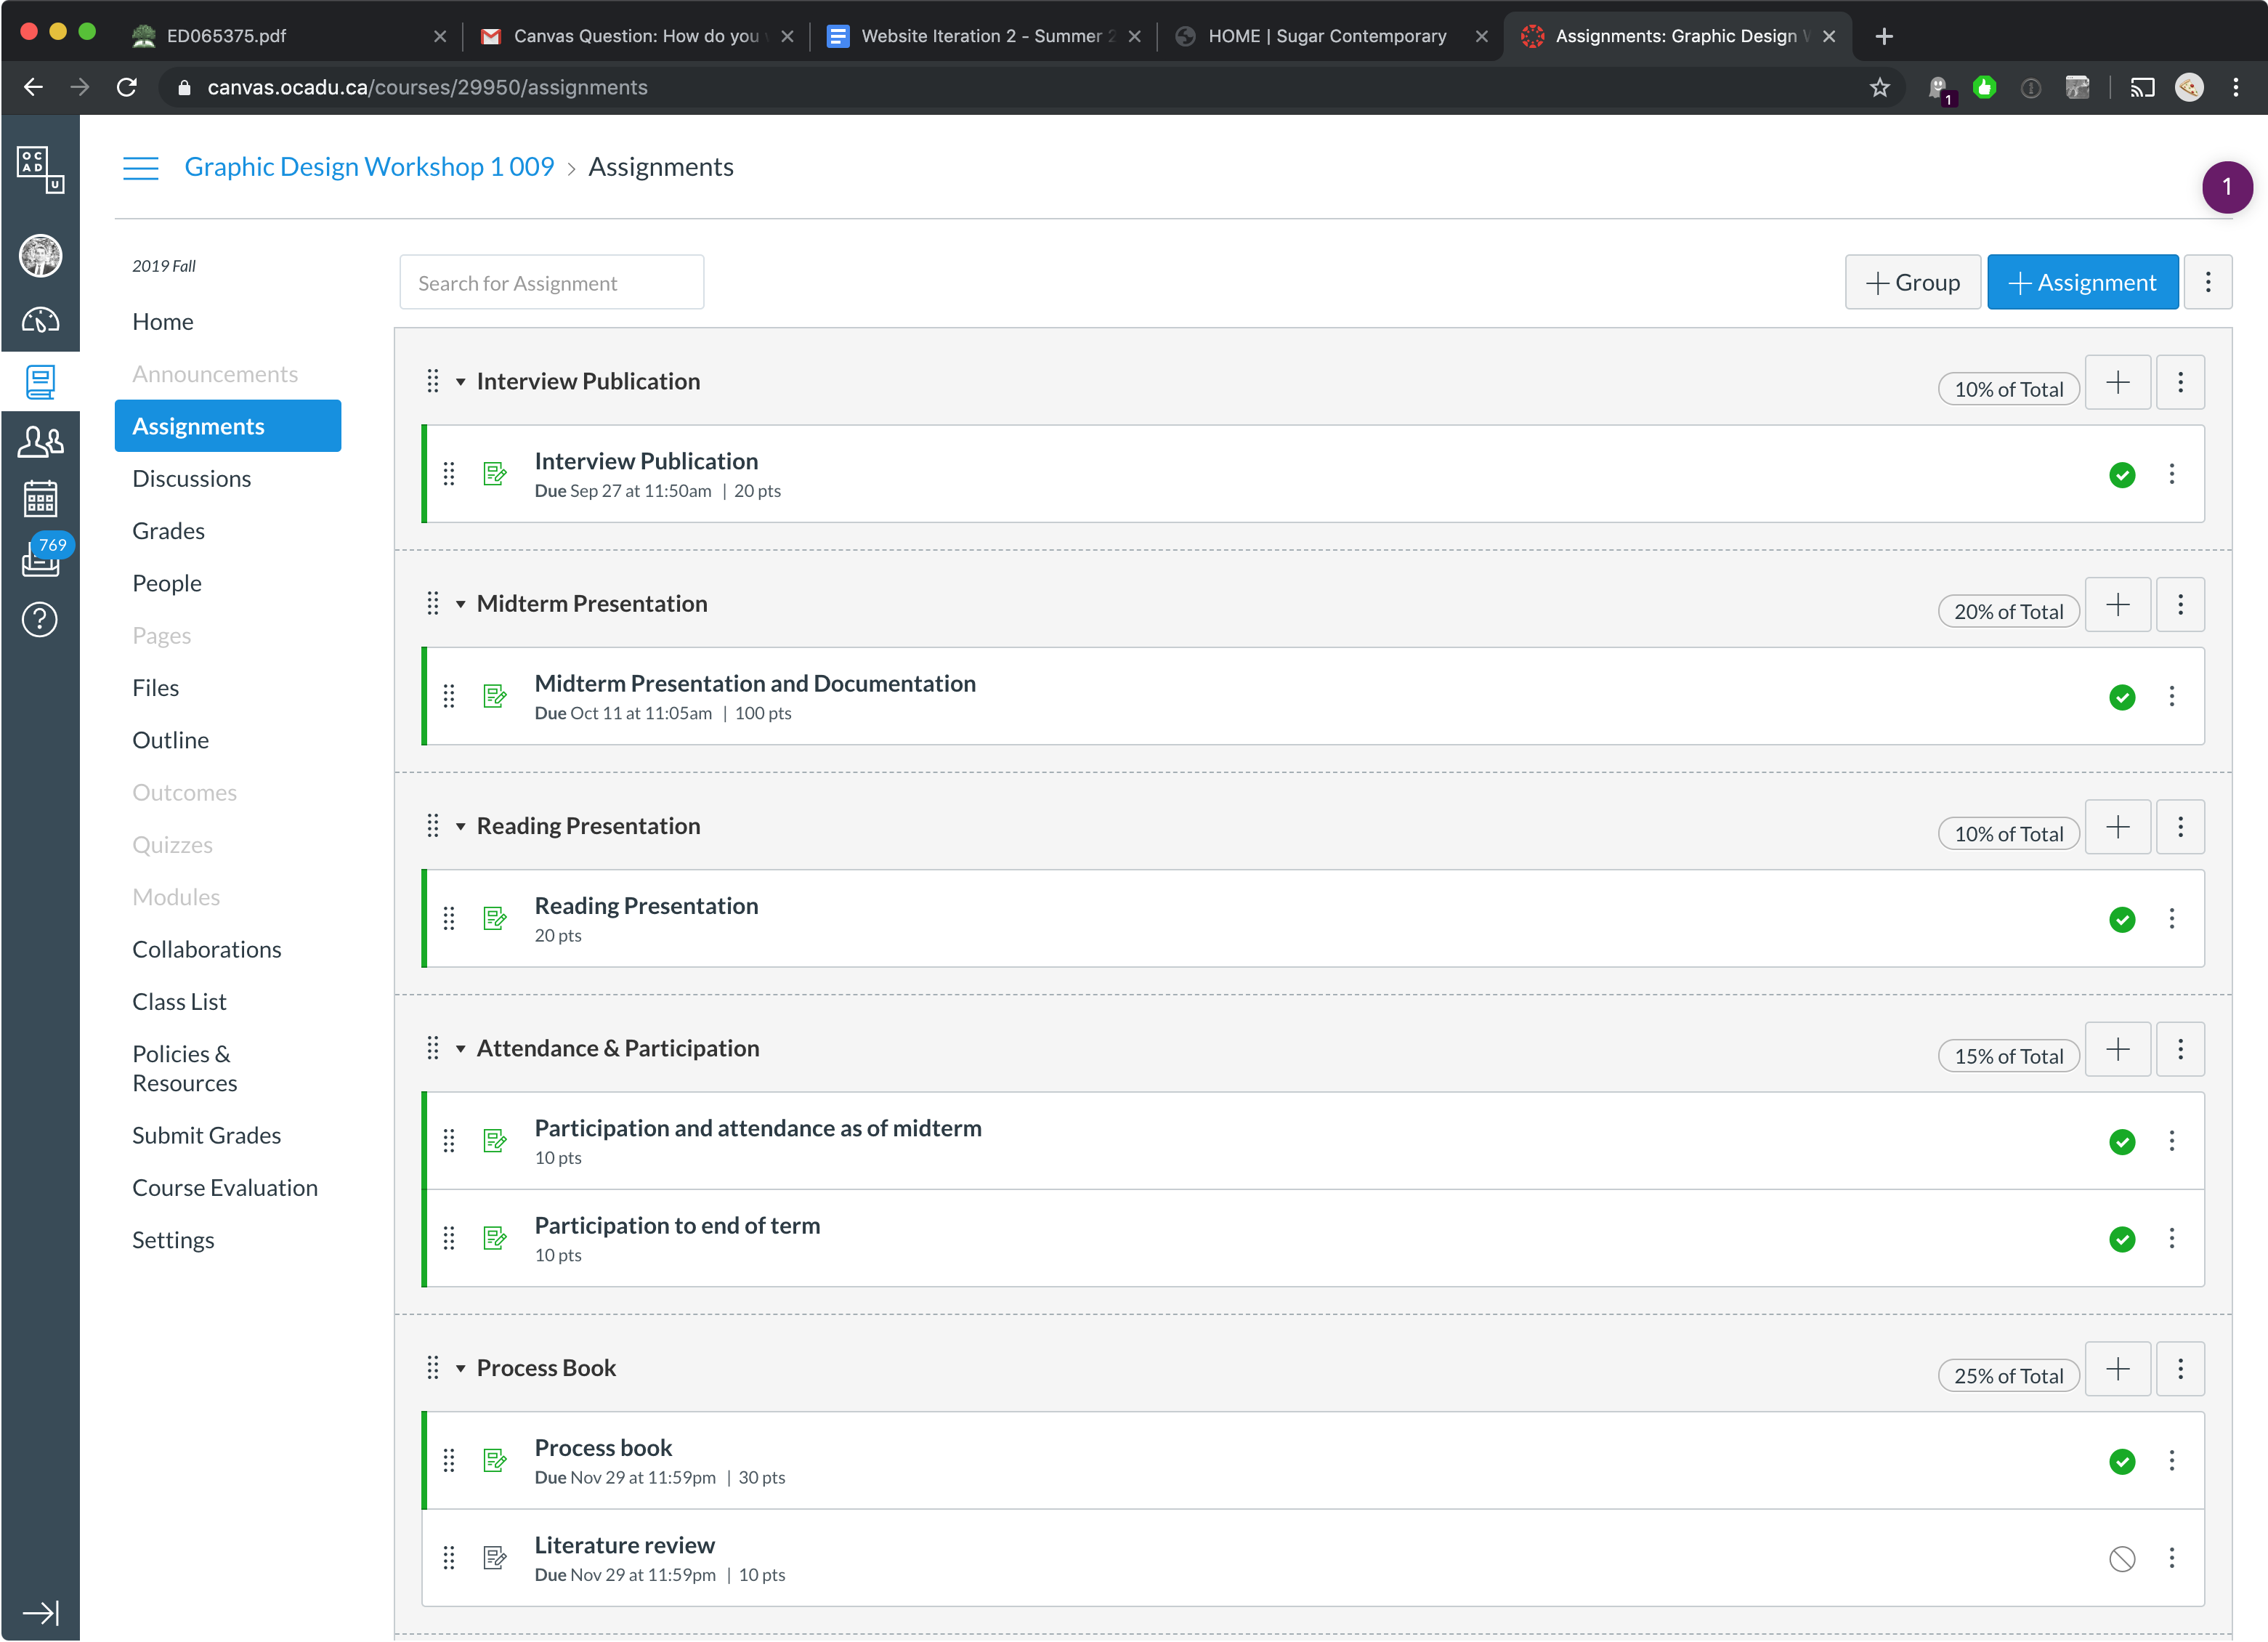 ED065375.pdf
Canvas Question: How do you
Website Iteration 2 - Summer 2
HOME | Sugar Contemporary
Assignments: Graphic Design
canvas.ocadu.ca/courses/29950/assignments
1
OC
AD
U
Graphic Design Workshop 1 009 > Assignments
1
2019 Fall
Home
Announcements
Assignments
Discussions
Grades
769
People
Pages
Files
Outline
Outcomes
Quizzes
Modules
Collaborations
Class List
Policies &
Resources
Submit Grades
Course Evaluation
Settings
?
Search for Assignment
+ Group
+ Assignment
Interview Publication
10% of Total
Interview Publication
Due Sep 27 at 11:50am | 20 pts
Midterm Presentation
20% of Total
Midterm Presentation and Documentation
Due Oct 11 at 11:05am | 100 pts
Reading Presentation
10% of Total
Reading Presentation
20 pts
Attendance & Participation
15% of Total
Participation and attendance as of midterm
10 pts
Participation to end of term
10 pts
Process Book
25% of Total
Process book
Due Nov 29 at 11:59pm | 30 pts
Literature review
Due Nov 29 at 11:59pm | 10 pts